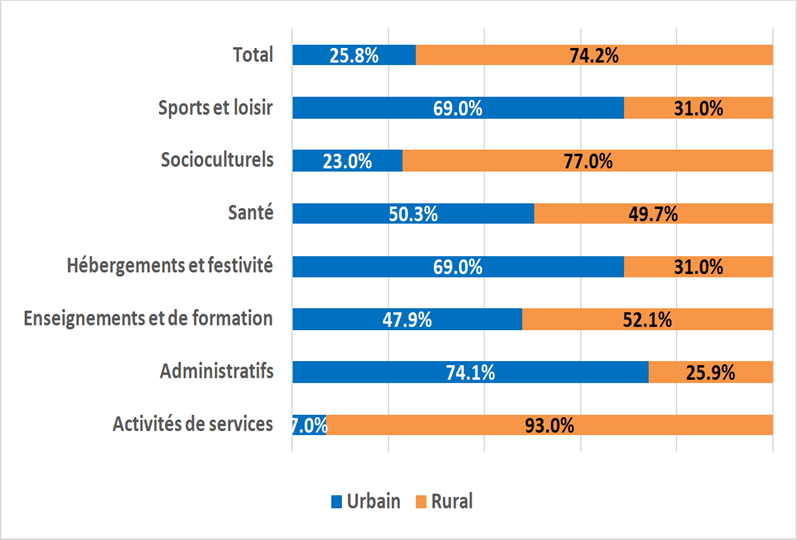 Total 25.8% 74.2%
Sports et loisir 69.0% 31.0%
Socioculturels 23.0% 77.0%
Santé 50.3% 49.7%
Hébergements et festivité 69.0% 31.0%
Enseignements et de formation 47.9% 52.1%
Administratifs 74.1% 25.9%
Activités de services 7.0% 93.0%
Urbain Rural